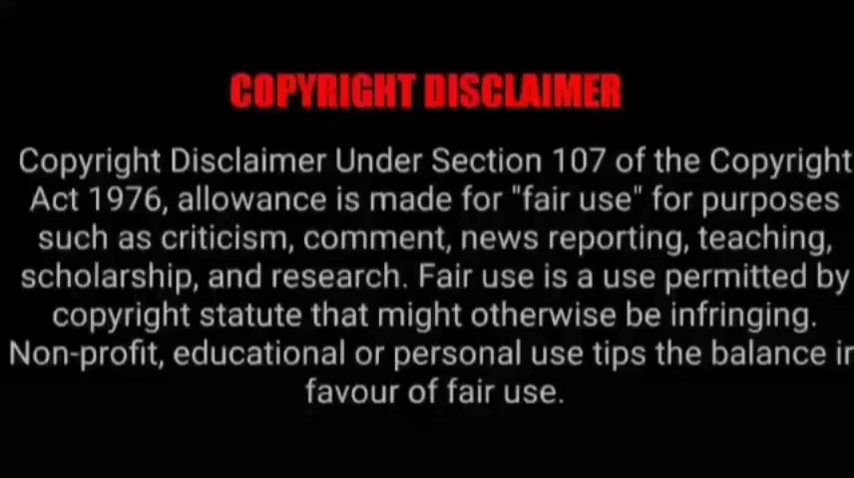 COPYRIGHT DISCLAIMER
Copyright Disclaimer Under Section 107 of the Copyright
Act 1976, allowance is made for "fair use" for purposes
such as criticism, comment, news reporting, teaching,
scholarship, and research. Fair use is a use permitted by
copyright statute that might otherwise be infringing.
Non-profit, educational or personal use tips the balance in
favour of fair use.